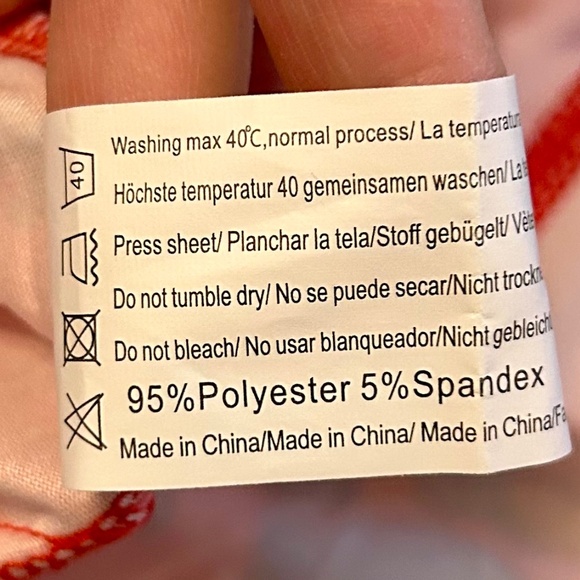 40
Washing max 40℃,normal process/ La
Höchste temperatur 40 gemeinsamen waschen/
Press sheet/ Planchar la tela/Stoff gebügelt/
Do not tumble dry/ No se puede secar/Nicht
Do not bleach/ No usar blanqueador/Nicht
95%Polyester 5%Spandex
Made in China/Made in China/ Made in China/